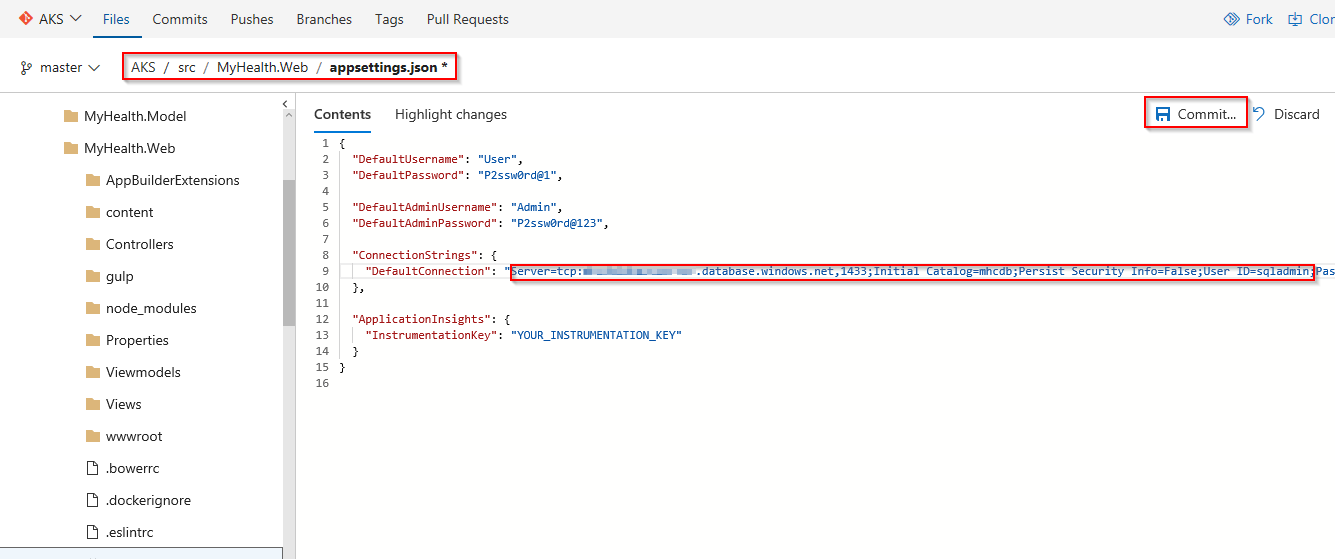 AKS Files Commits Pushes Branches Tags Pull Requests Fork Clon
master AKS / src / MyHealth.Web / appsettings.json *
MyHealth.Model
MyHealth.Web
AppBuilderExtensions
content
Controllers
gulp
node_modules
Properties
Viewmodels
Views
wwwroot
.bowerrc
.dockerignore
.eslintrc
Contents Highlight changes Commit... Discard
1 {
2 "DefaultUsername": "User",
3 "DefaultPassword": "P2ssw0rd@1",
4
5 "DefaultAdminUsername": "Admin",
6 "DefaultAdminPassword": "P2ssw0rd@123",
7
8 "ConnectionStrings": {
9 "DefaultConnection": "Server=tcp: .database.windows.net,1433;Initial Catalog=mhcdb;Persist Security Info=False;User ID=sqladmin;Pas
10 },
11
12 "ApplicationInsights": {
13 "InstrumentationKey": "YOUR_INSTRUMENTATION_KEY"
14 }
15 }
16